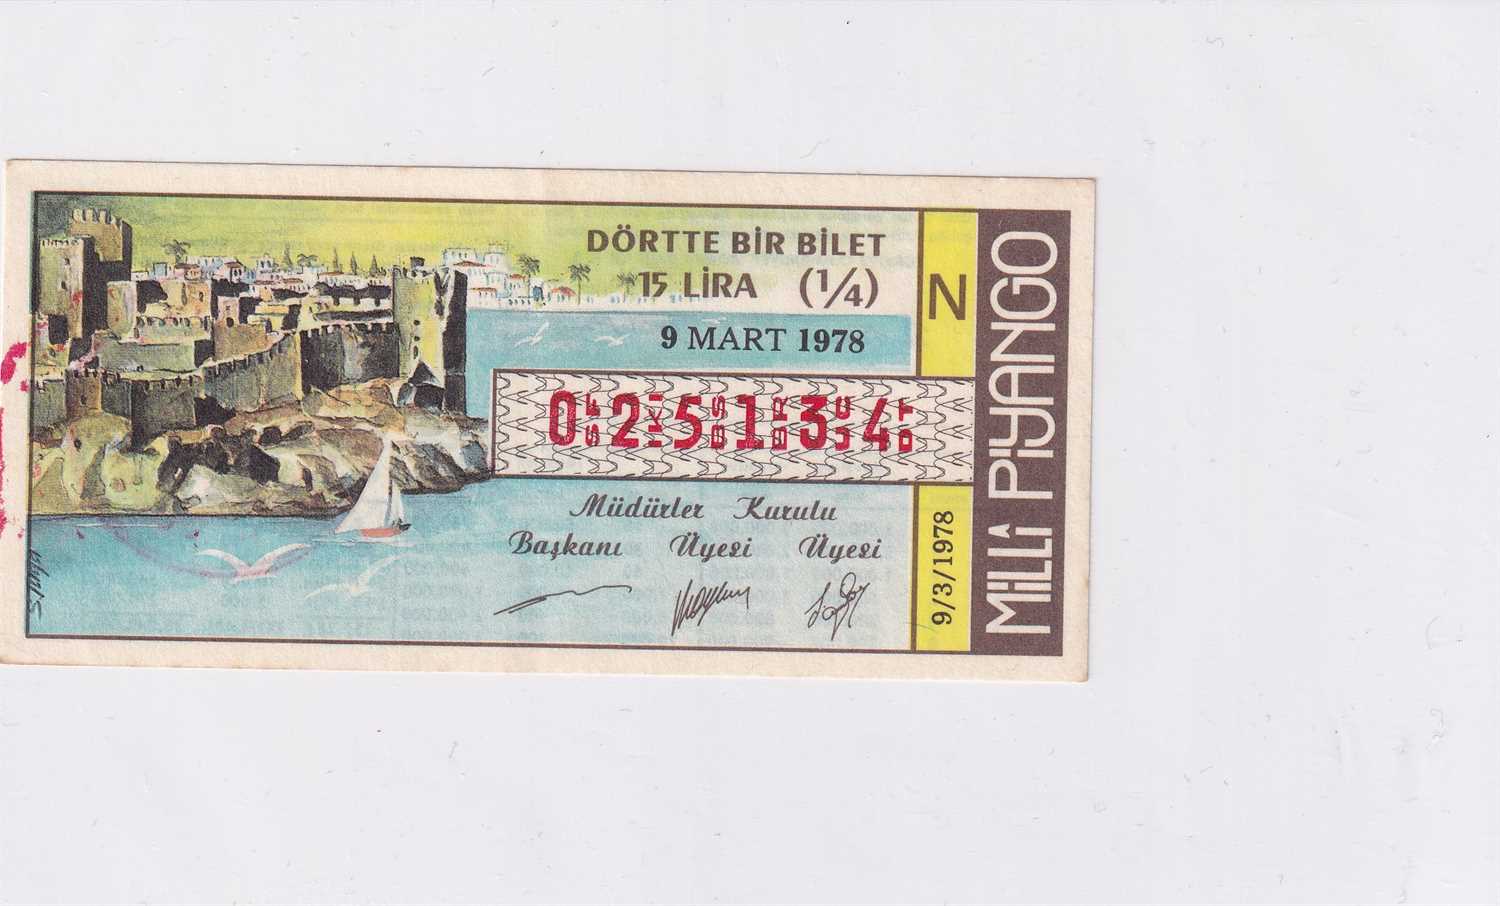 DÖRTTE BİR BİLET
15 LİRA (1/4)
9 MART 1978
N
025134
Müdürler Kurulu
Başkanı Üyesi Üyesi
9/3/1978
MİLLÎ PİYANGO